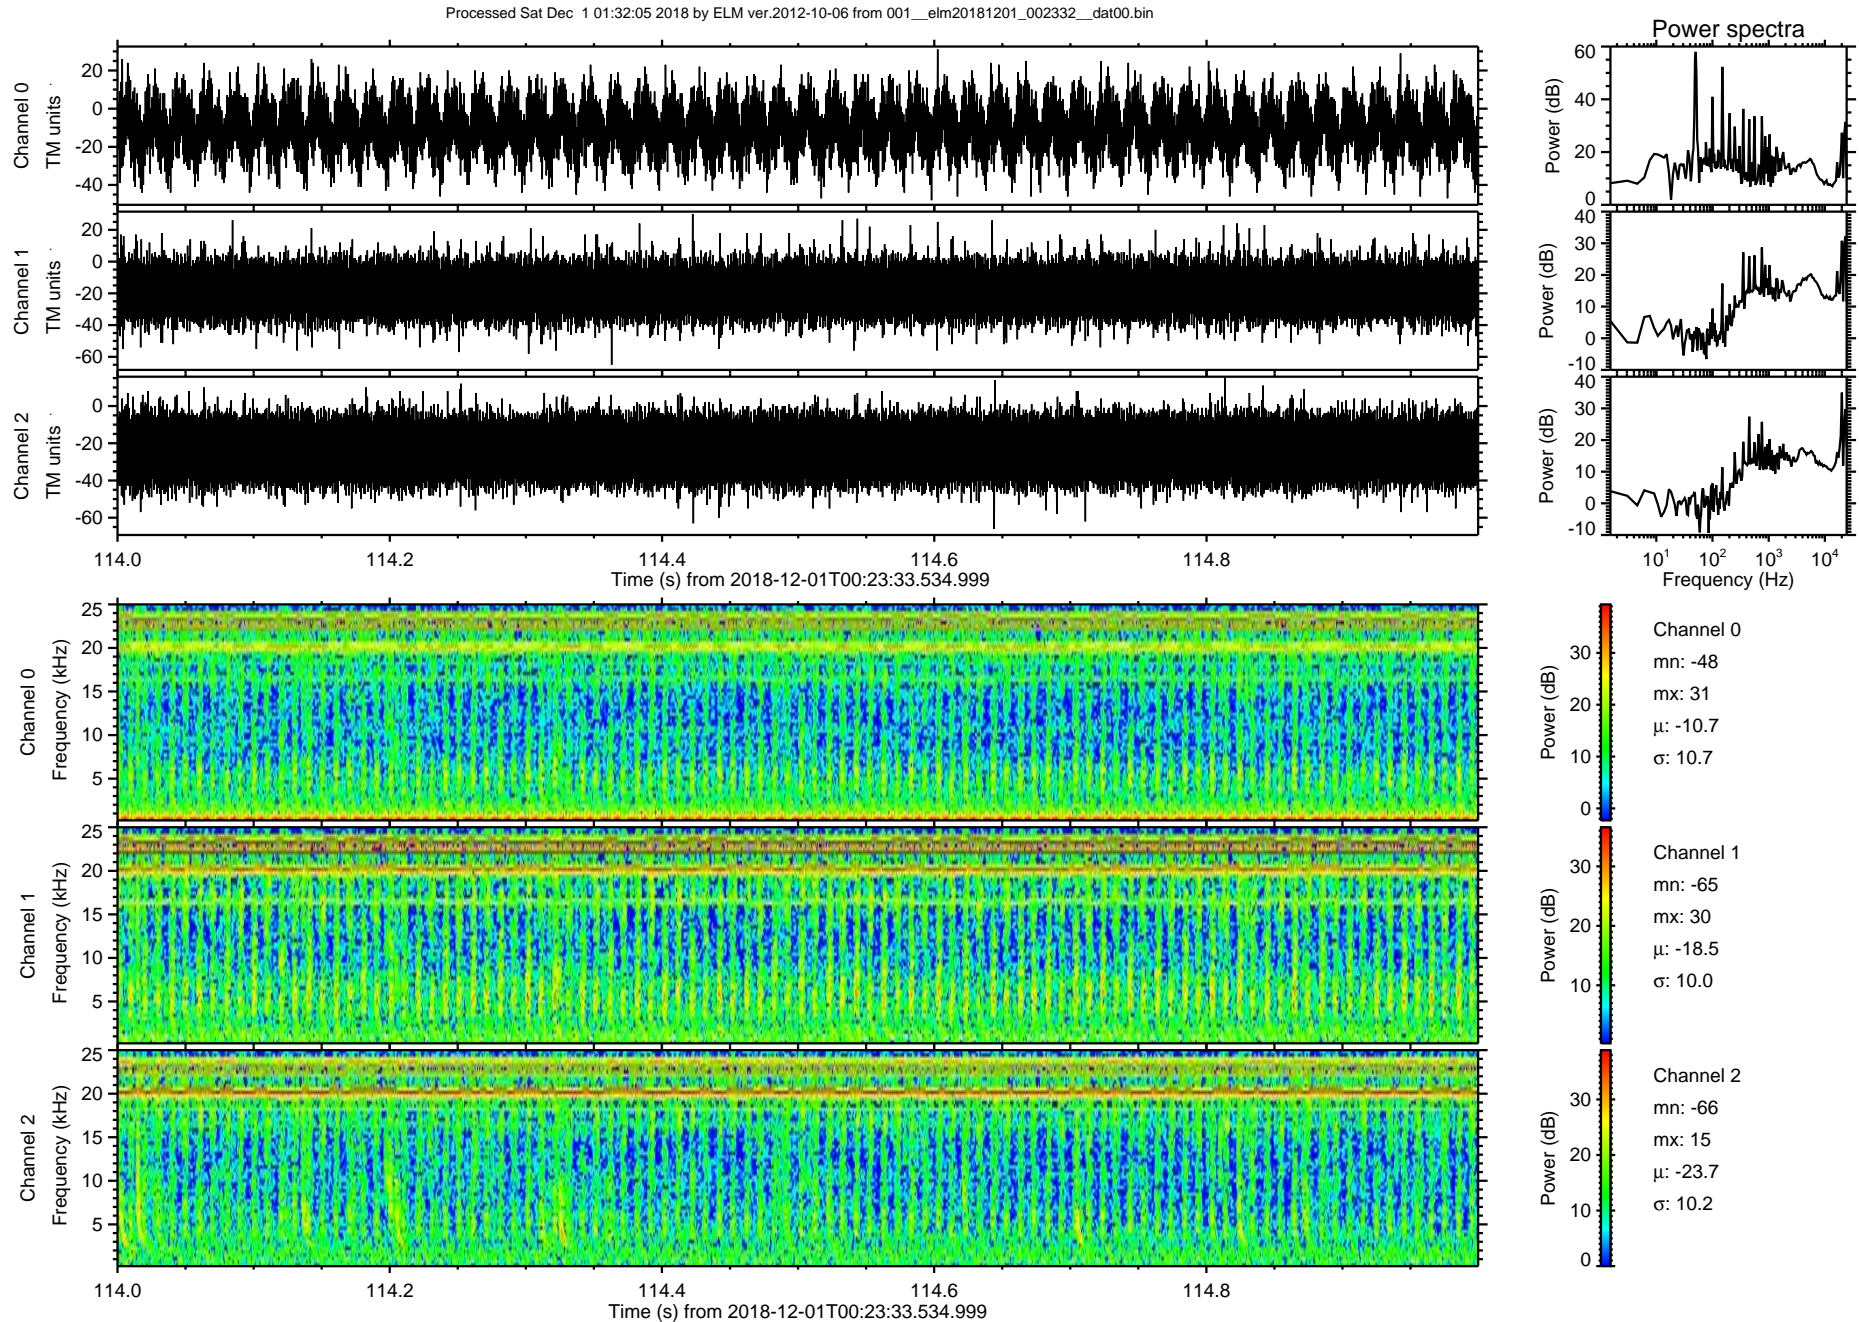 Processed Sat Dec  1 01:32:05 2018 by ELM ver.2012-10-06 from 001__elm20181201_002332__dat00.bin
Power spectra
Channel 0
TM units
20
0
-20
-40
Power (dB)
60
40
20
0
Channel 1
TM units
20
0
-20
-40
-60
Power (dB)
40
30
20
10
0
-10
Channel 2
TM units
0
-20
-40
-60
Power (dB)
40
30
20
10
0
-10
114.0 114.2 114.4 114.6 114.8
Time (s) from 2018-12-01T00:23:33.534.999
10¹ 10² 10³ 10⁴
Frequency (Hz)
Channel 0
Frequency (kHz)
25
20
15
10
5
Power (dB)
30
20
10
0
Channel 0
mn: -48
mx: 31
μ: -10.7
σ: 10.7
Channel 1
Frequency (kHz)
25
20
15
10
5
Power (dB)
30
20
10
Channel 1
mn: -65
mx: 30
μ: -18.5
σ: 10.0
Channel 2
Frequency (kHz)
25
20
15
10
5
Power (dB)
30
20
10
0
Channel 2
mn: -66
mx: 15
μ: -23.7
σ: 10.2
114.0 114.2 114.4 114.6 114.8
Time (s) from 2018-12-01T00:23:33.534.999